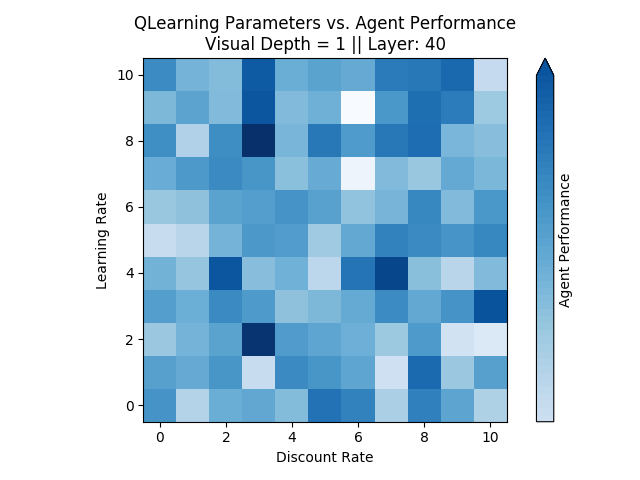 QLearning Parameters vs. Agent Performance
Visual Depth = 1 || Layer: 40
10
8
6
4
2
0
Learning Rate
0 2 4 6 8 10
Discount Rate
Agent Performance